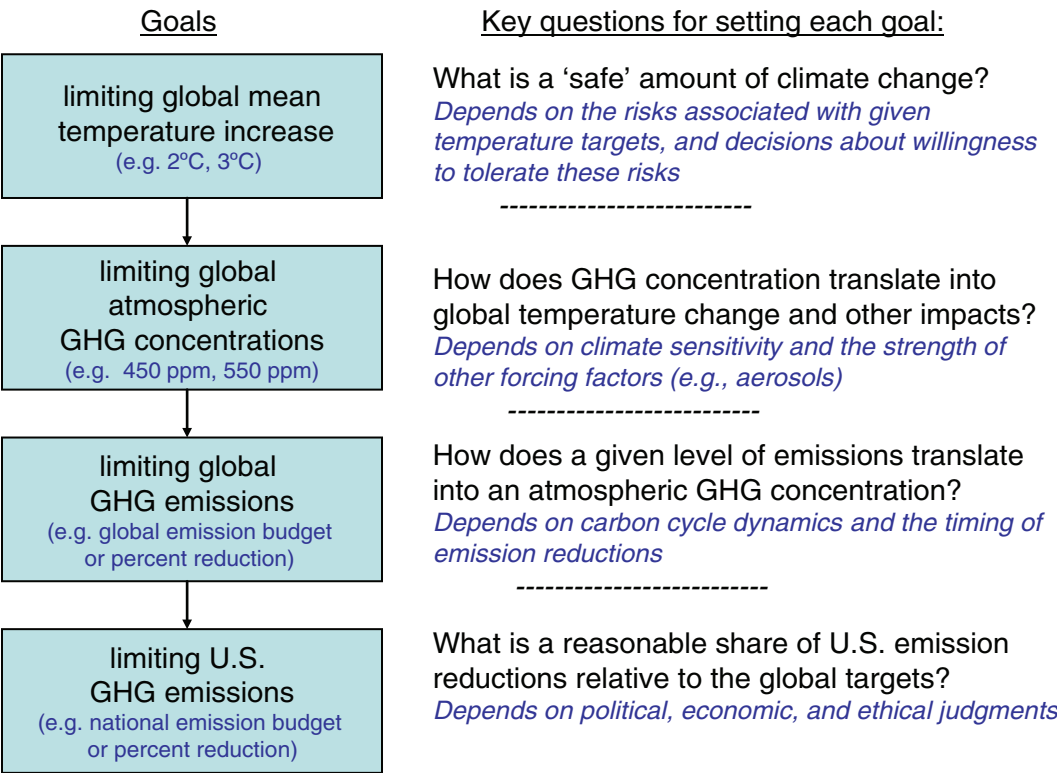 Goals
Key questions for setting each goal:
limiting global mean
temperature increase
(e.g. 2ºC, 3ºC)
What is a ‘safe’ amount of climate change?
Depends on the risks associated with given
temperature targets, and decisions about willingness
to tolerate these risks
--------------------------
limiting global
atmospheric
GHG concentrations
(e.g. 450 ppm, 550 ppm)
How does GHG concentration translate into
global temperature change and other impacts?
Depends on climate sensitivity and the strength of
other forcing factors (e.g., aerosols)
--------------------------
limiting global
GHG emissions
(e.g. global emission budget
or percent reduction)
How does a given level of emissions translate
into an atmospheric GHG concentration?
Depends on carbon cycle dynamics and the timing of
emission reductions
--------------------------
limiting U.S.
GHG emissions
(e.g. national emission budget
or percent reduction)
What is a reasonable share of U.S. emission
reductions relative to the global targets?
Depends on political, economic, and ethical judgments